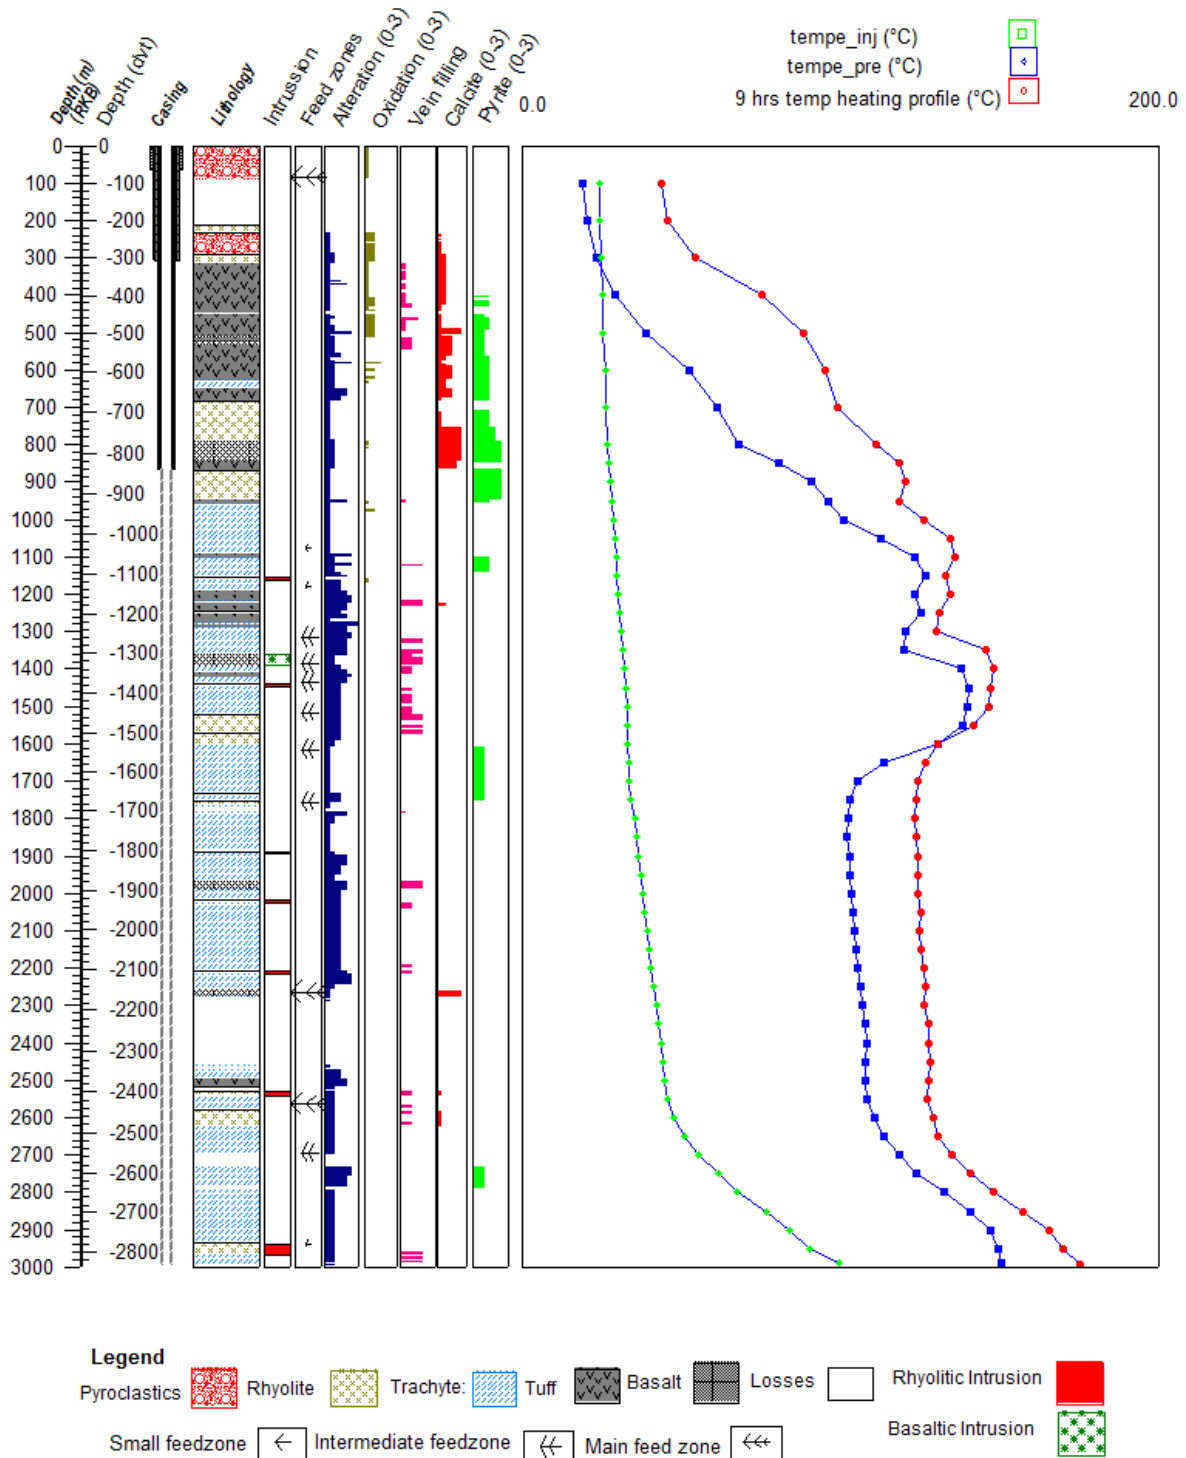 Depth (m) (RKB)
Depth (dvt)
Casing
Lithology
Intrussion
Feed zones
Alteration (0-3)
Oxidation (0-3)
Vein filling
Calcite (0-3)
Pyrite (0-3)
tempe_inj (°C)
tempe_pre (°C)
9 hrs temp heating profile (°C)
0.0
200.0
0 0
100 -100
200 -200
300 -300
400 -400
500 -500
600 -600
700 -700
800 -800
900 -900
1000 -1000
1100 -1100
1200 -1200
1300 -1300
1400 -1400
1500 -1500
1600 -1600
1700 -1700
1800 -1800
1900 -1900
2000 -2000
2100 -2100
2200 -2200
2300 -2300
2400 -2400
2500 -2500
2600 -2600
2700 -2700
2800 -2800
2900
3000
Legend
Pyroclastics Rhyolite Trachyte: Tuff Basalt Losses Rhyolitic Intrusion
Small feedzone Intermediate feedzone Main feed zone Basaltic Intrusion